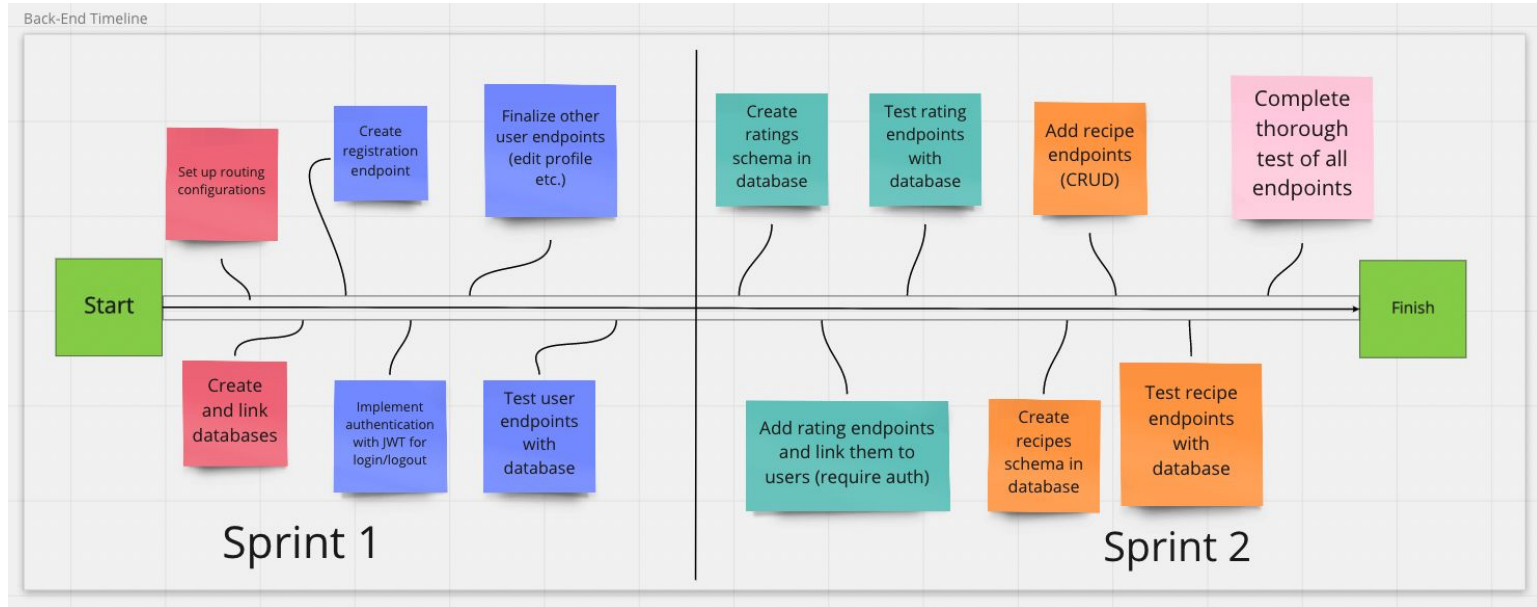 Back-End Timeline
Set up routing
configurations
Create
registration
endpoint
Finalize other
user endpoints
(edit profile
etc.)
Create
ratings
schema in
database
Test rating
endpoints
with
database
Add recipe
endpoints
(CRUD)
Complete
thorough
test of all
endpoints
Start
Finish
Create
and link
databases
Implement
authentication
with JWT for
login/logout
Test user
endpoints
with
database
Add rating endpoints
and link them to
users (require auth)
Create
recipes
schema in
database
Test recipe
endpoints
with
database
Sprint 1
Sprint 2